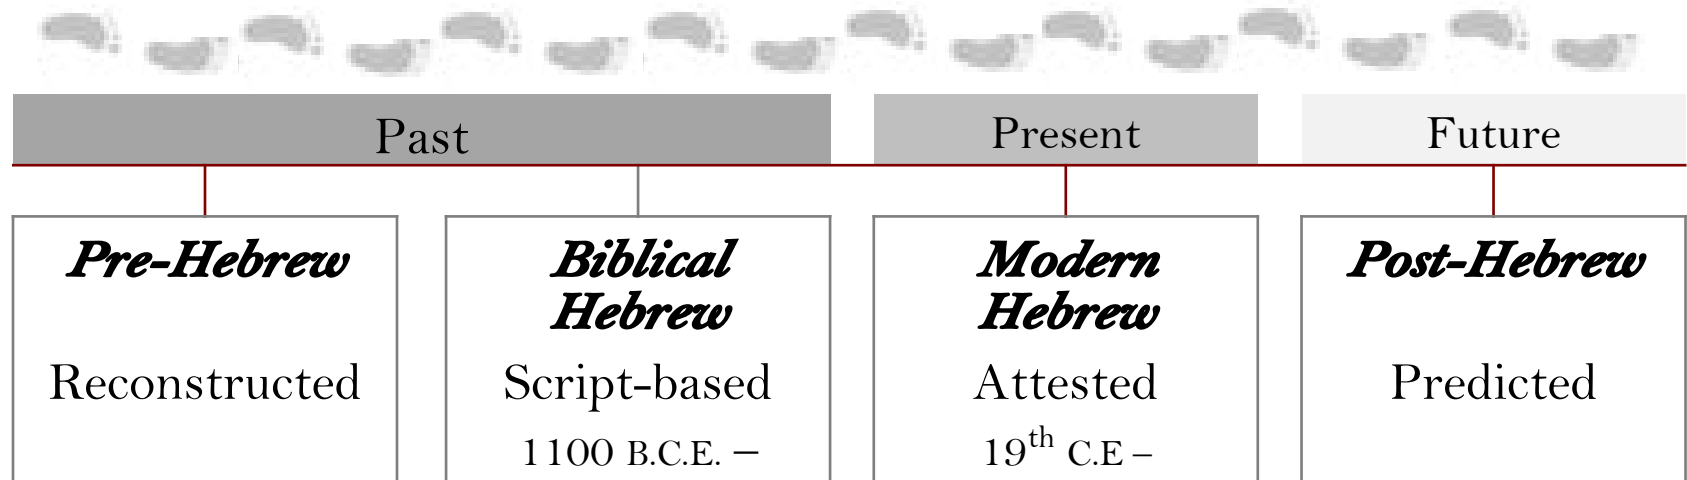 Past
Present
Future
Pre-Hebrew
Reconstructed
Biblical
Hebrew
Script-based
1100 B.C.E. –
Modern
Hebrew
Attested
19th C.E –
Post-Hebrew
Predicted